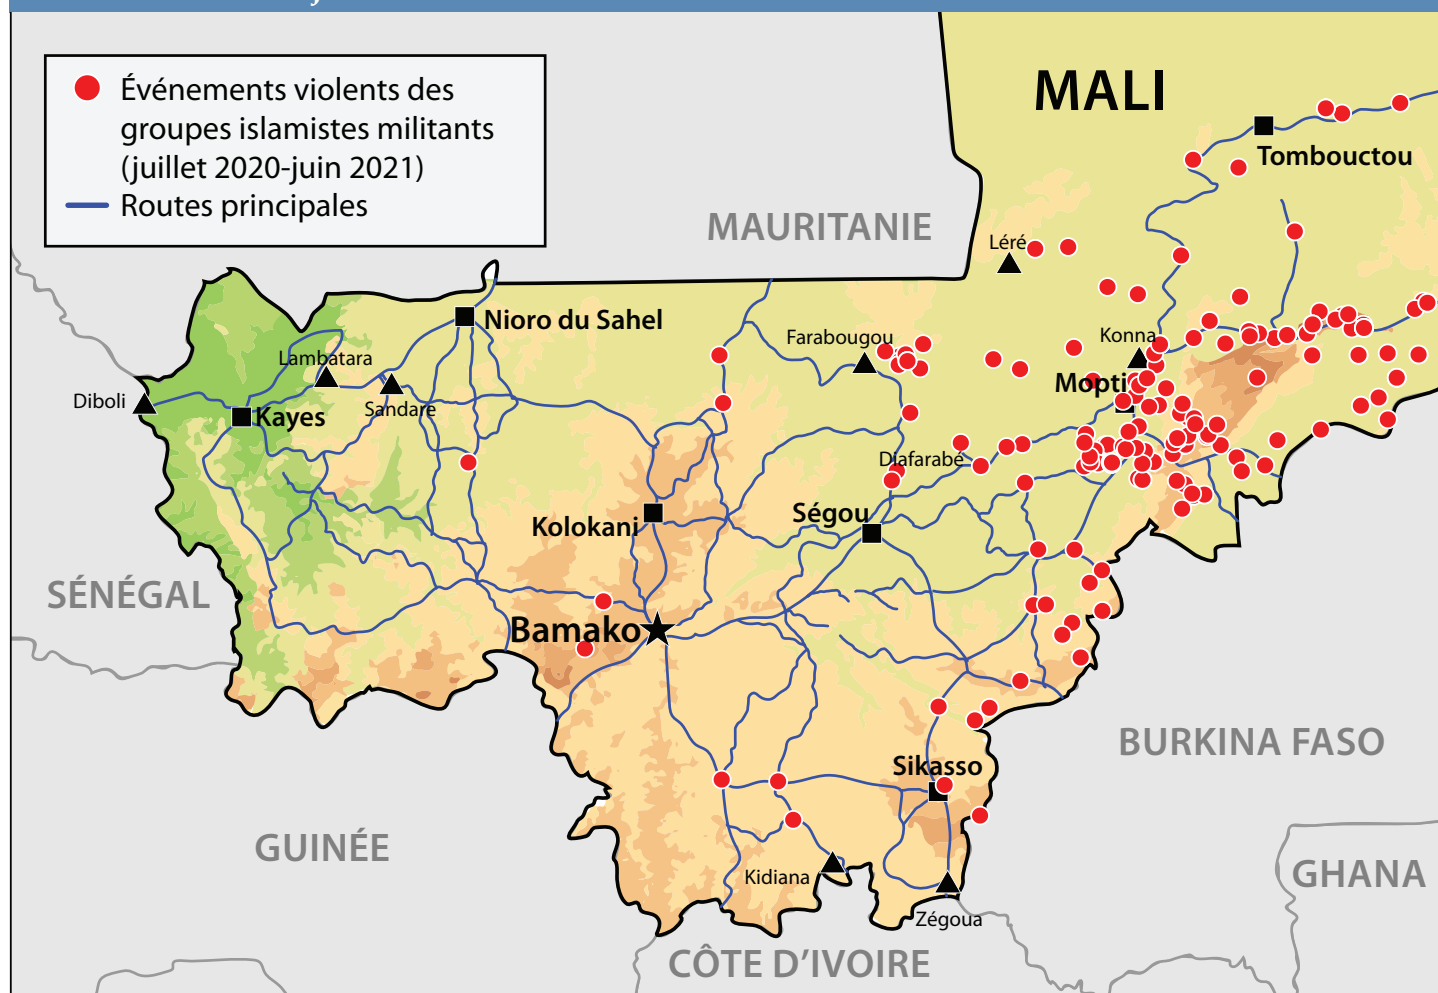 Événements violents des
groupes islamistes militants
(juillet 2020-juin 2021)
Routes principales
MALI
Tombouctou
MAURITANIE
Léré
Nioro du Sahel
Farabougou
Konna
Lambatara
Mopti
Diboli
Kayes
Sandare
Diafarabé
Kolokani
Ségou
SÉNÉGAL
Bamako
BURKINA FASO
Sikasso
GUINÉE
Kidiana
GHANA
Zégoua
CÔTE D'IVOIRE